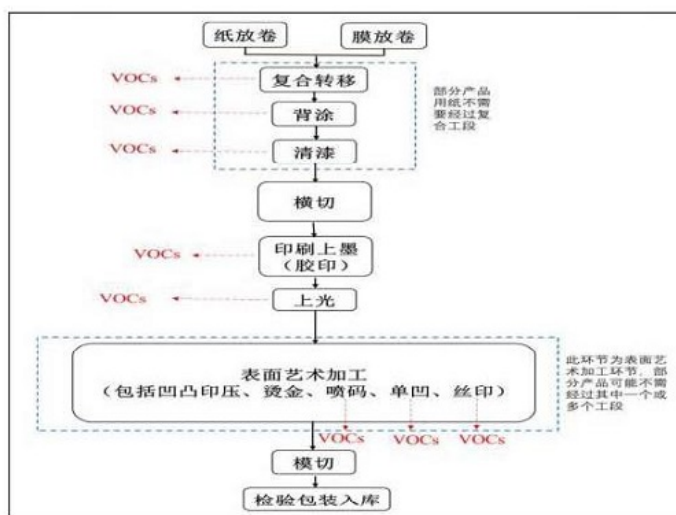 纸放卷
膜放卷
VOCs
复合转移
部分产品
用纸不需
要经过复
合工段
VOCs
背涂
VOCs
清漆
横切
VOCs
印刷上墨
(胶印)
VOCs
上光
表面艺术加工
(包括凹凸印压、烫金、喷码、单凹、丝印)
此环节为表面艺
术加工环节,部
分产品可能不需
经过其中一个或
多个工段
VOCs
VOCs
VOCs
模切
检验包装入库